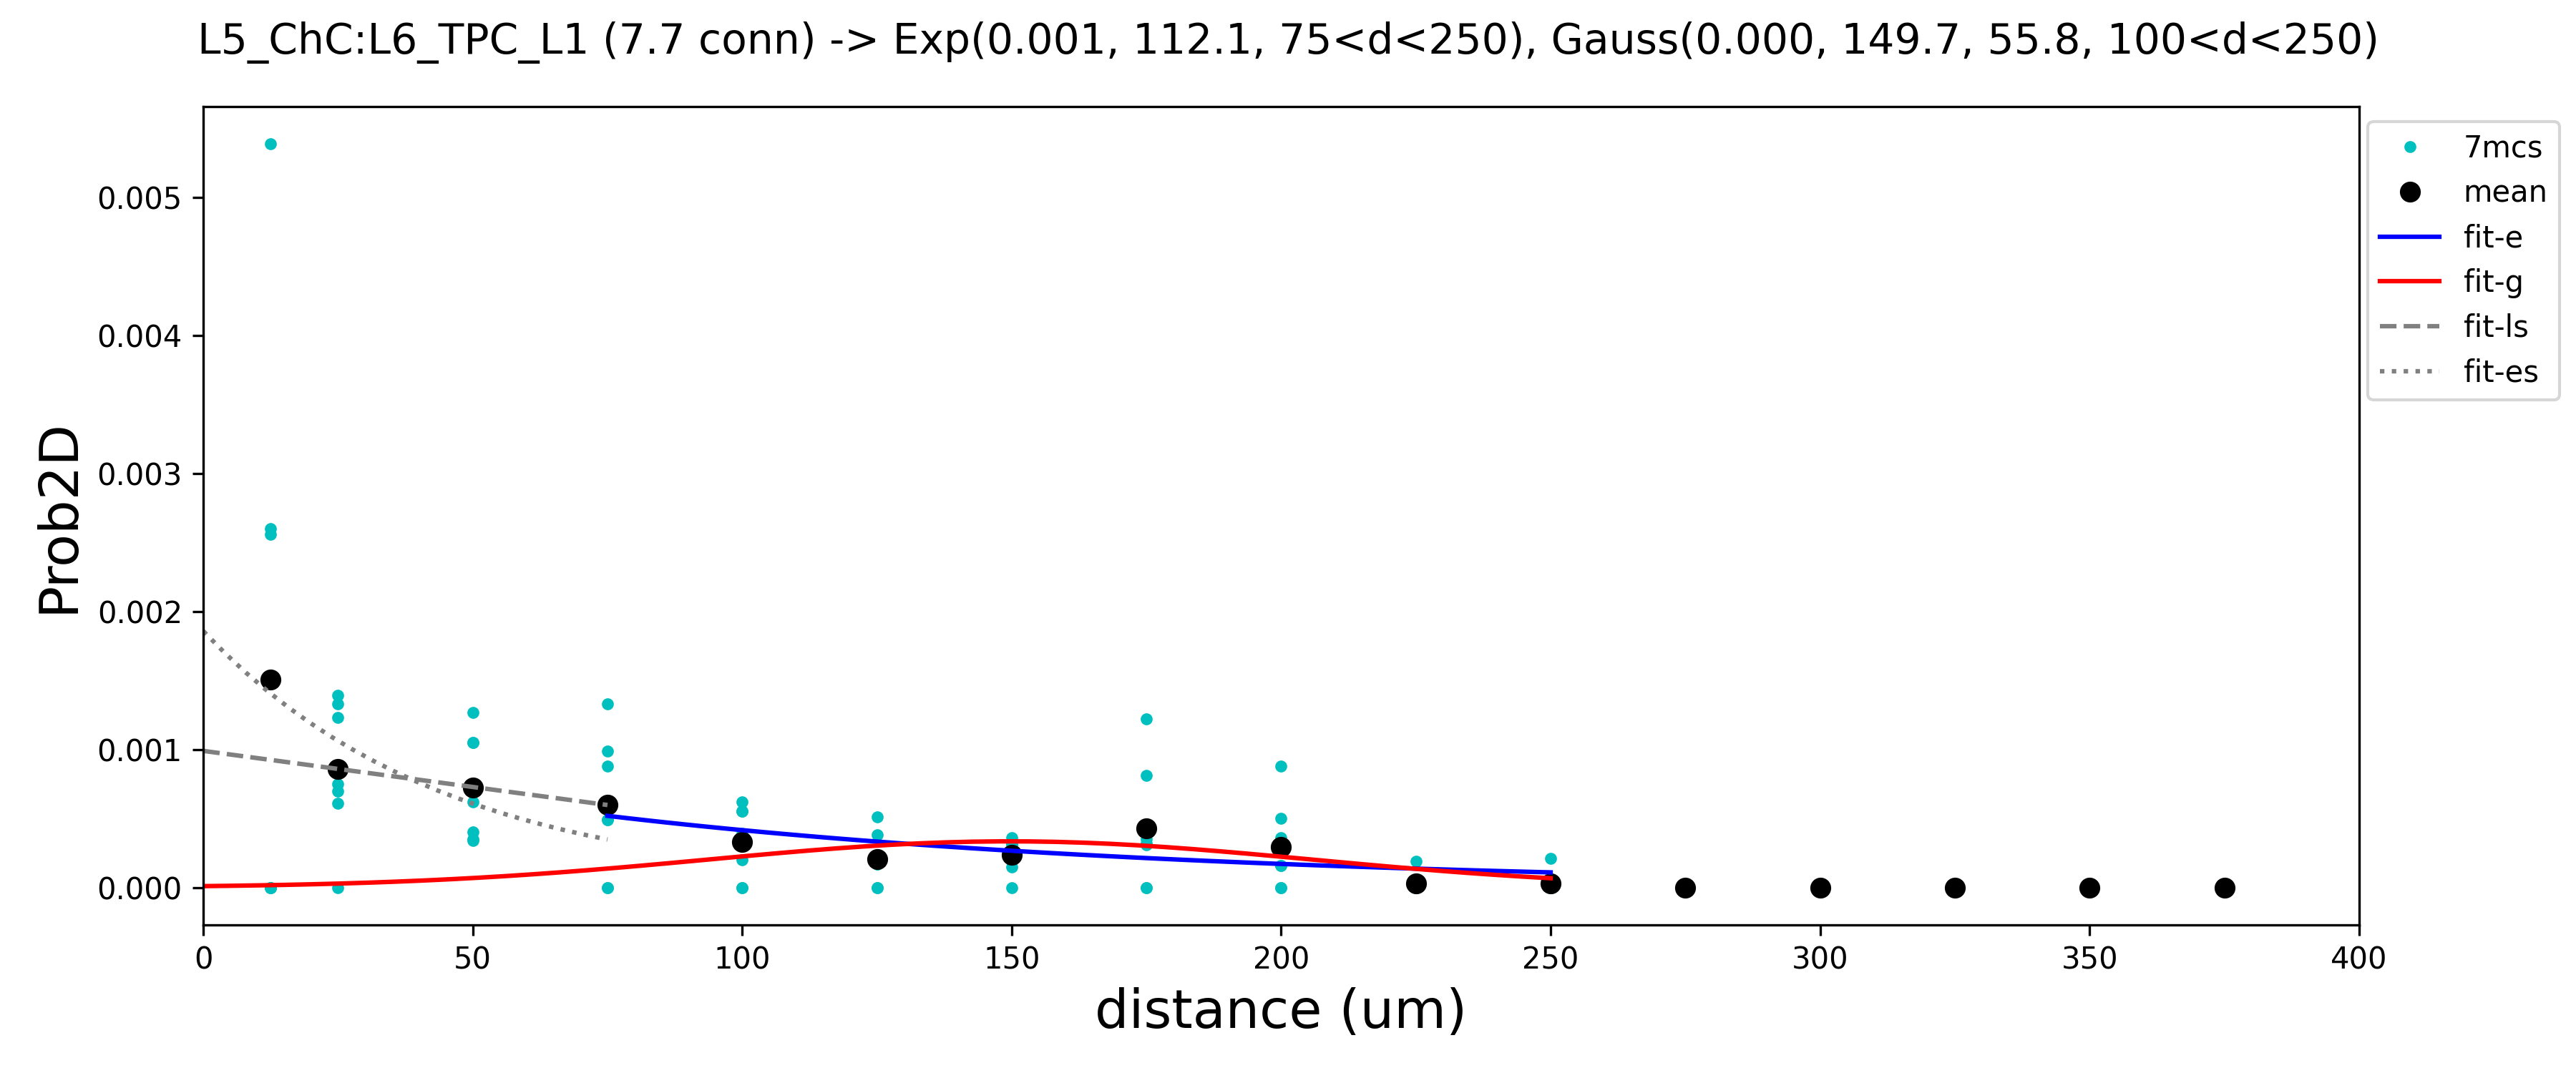 L5_ChC:L6_TPC_L1 (7.7 conn) -> Exp(0.001, 112.1, 75<d<250), Gauss(0.000, 149.7, 55.8, 100<d<250)
7mcs
mean
fit-e
fit-g
fit-ls
fit-es
Prob2D
0.005
0.004
0.003
0.002
0.001
0.000
0 50 100 150 200 250 300 350 400
distance (um)